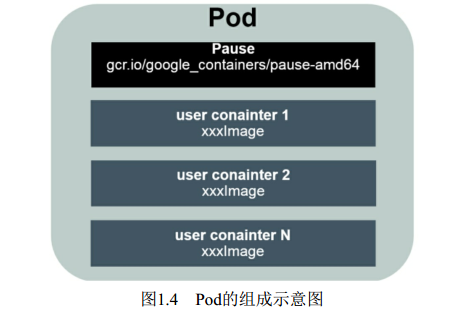 Pod
Pause
gcr.io/google_containers/pause-amd64
user conainter 1
xxxImage
user conainter 2
xxxImage
user conainter N
xxxImage
图1.4 Pod的组成示意图